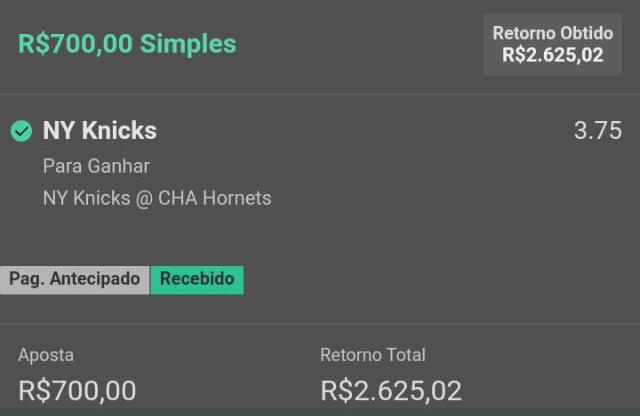 R$700,00 Simples
Retorno Obtido
R$2.625,02
NY Knicks
3.75
Para Ganhar
NY Knicks @ CHA Hornets
Pag. Antecipado Recebido
Aposta
Retorno Total
R$700,00
R$2.625,02